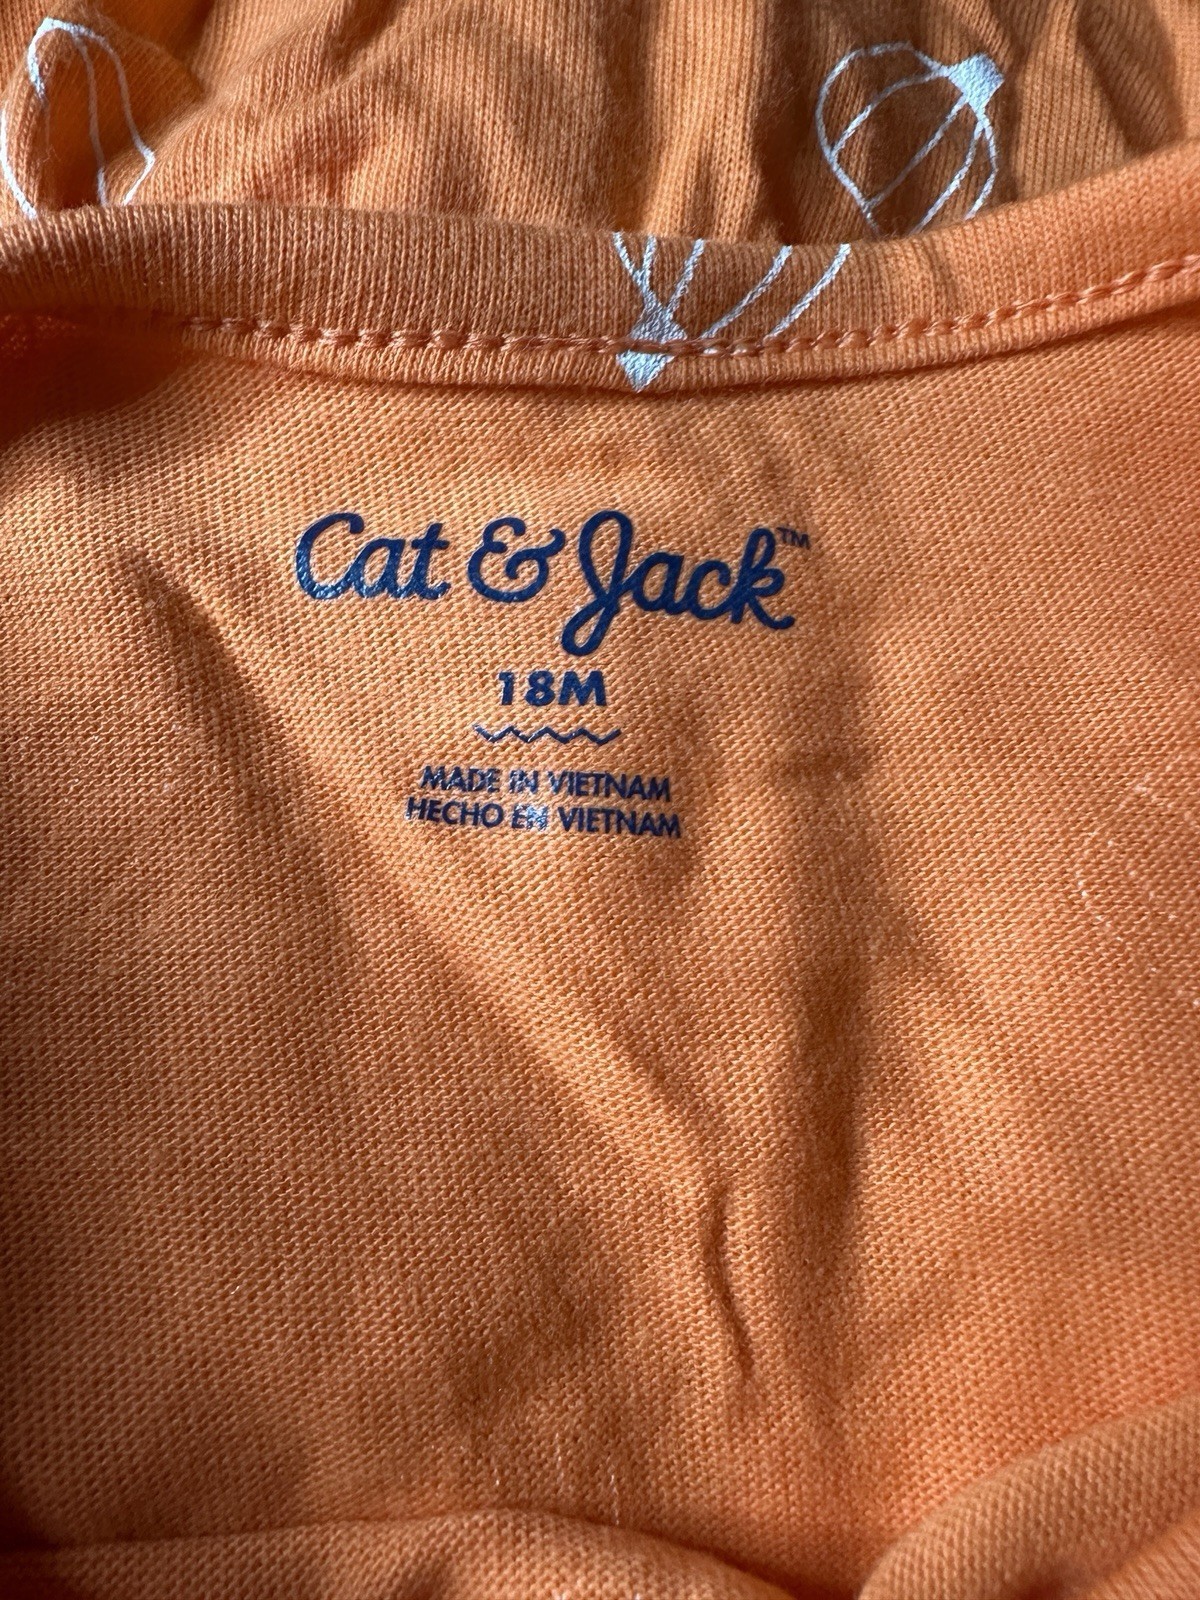 Cat & Jack™
18M
MADE IN VIETNAM
HECHO EN VIETNAM